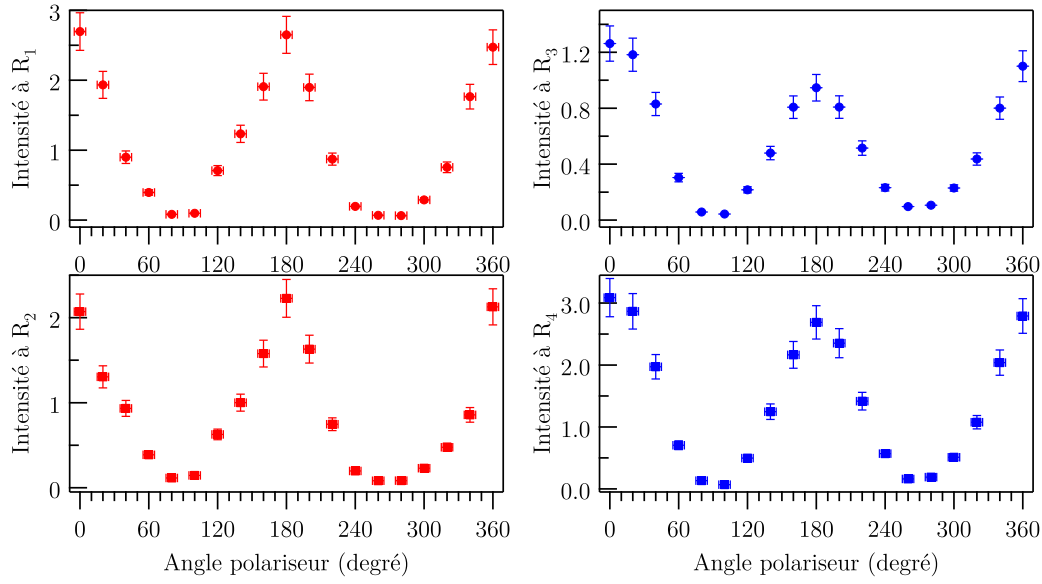 3
2
1
0
Intensité à R1
0 60 120 180 240 300 360
1.2
0.8
0.4
0.0
Intensité à R3
0 60 120 180 240 300 360
2
1
0
Intensité à R2
0 60 120 180 240 300 360
Angle polariseur (degré)
3.0
2.0
1.0
0.0
Intensité à R4
0 60 120 180 240 300 360
Angle polariseur (degré)